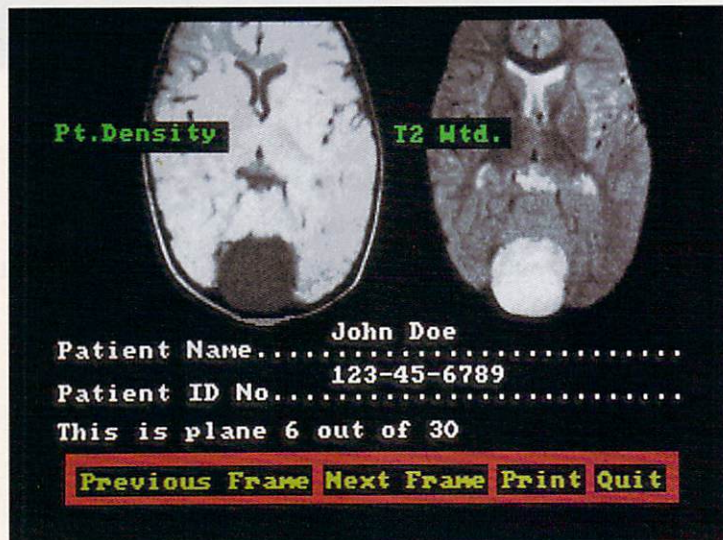 Pt.Density T2 Wtd.
John Doe
Patient Name..............................
123-45-6789
Patient ID No.............................
This is plane 6 out of 30
Previous Frame Next Frame Print Quit